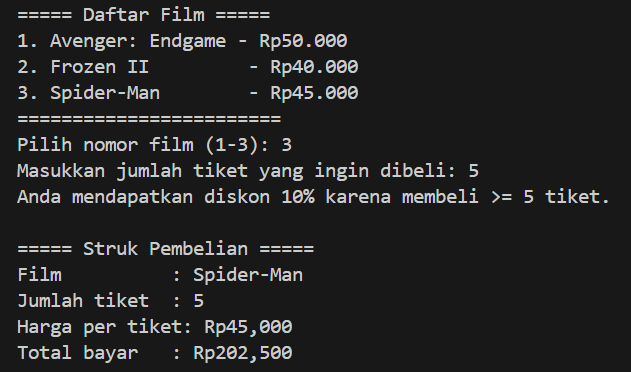 ===== Daftar Film =====
1. Avenger: Endgame - Rp50.000
2. Frozen II         - Rp40.000
3. Spider-Man        - Rp45.000
========================
Pilih nomor film (1-3): 3
Masukkan jumlah tiket yang ingin dibeli: 5
Anda mendapatkan diskon 10% karena membeli >= 5 tiket.

===== Struk Pembelian =====
Film          : Spider-Man
Jumlah tiket  : 5
Harga per tiket: Rp45,000
Total bayar   : Rp202,500